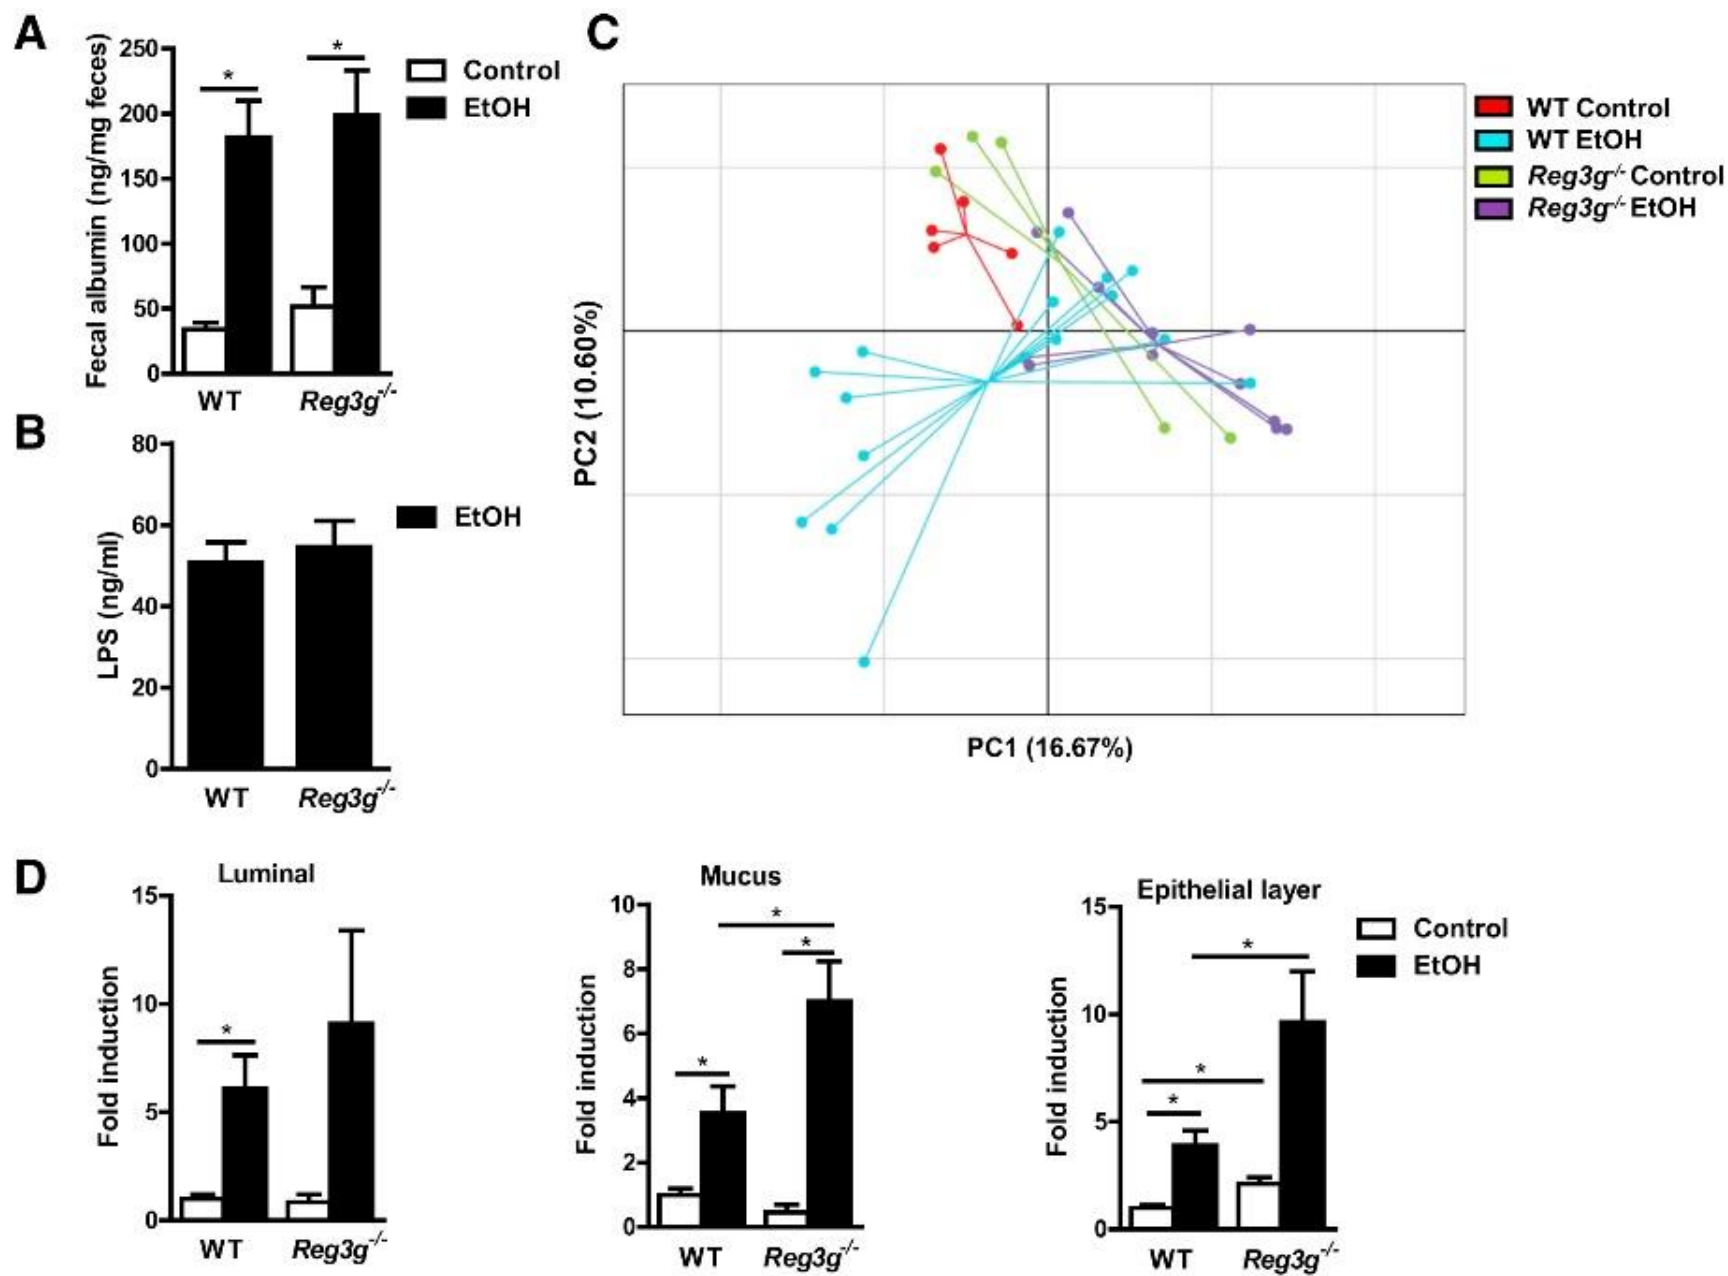 A
Fecal albumin (ng/mg feces)
250
200
150
100
50
0
*
*
Control
EtOH
WT
Reg3g-/-
B
LPS (ng/ml)
80
60
40
20
0
EtOH
WT
Reg3g-/-
C
PC2 (10.60%)
PC1 (16.67%)
WT Control
WT EtOH
Reg3g-/- Control
Reg3g-/- EtOH
D
Luminal
Fold induction
15
10
5
0
*
WT
Reg3g-/-
Mucus
Fold induction
10
8
6
4
2
0
*
*
*
WT
Reg3g-/-
Epithelial layer
Fold induction
15
10
5
0
*
*
*
WT
Reg3g-/-
Control
EtOH